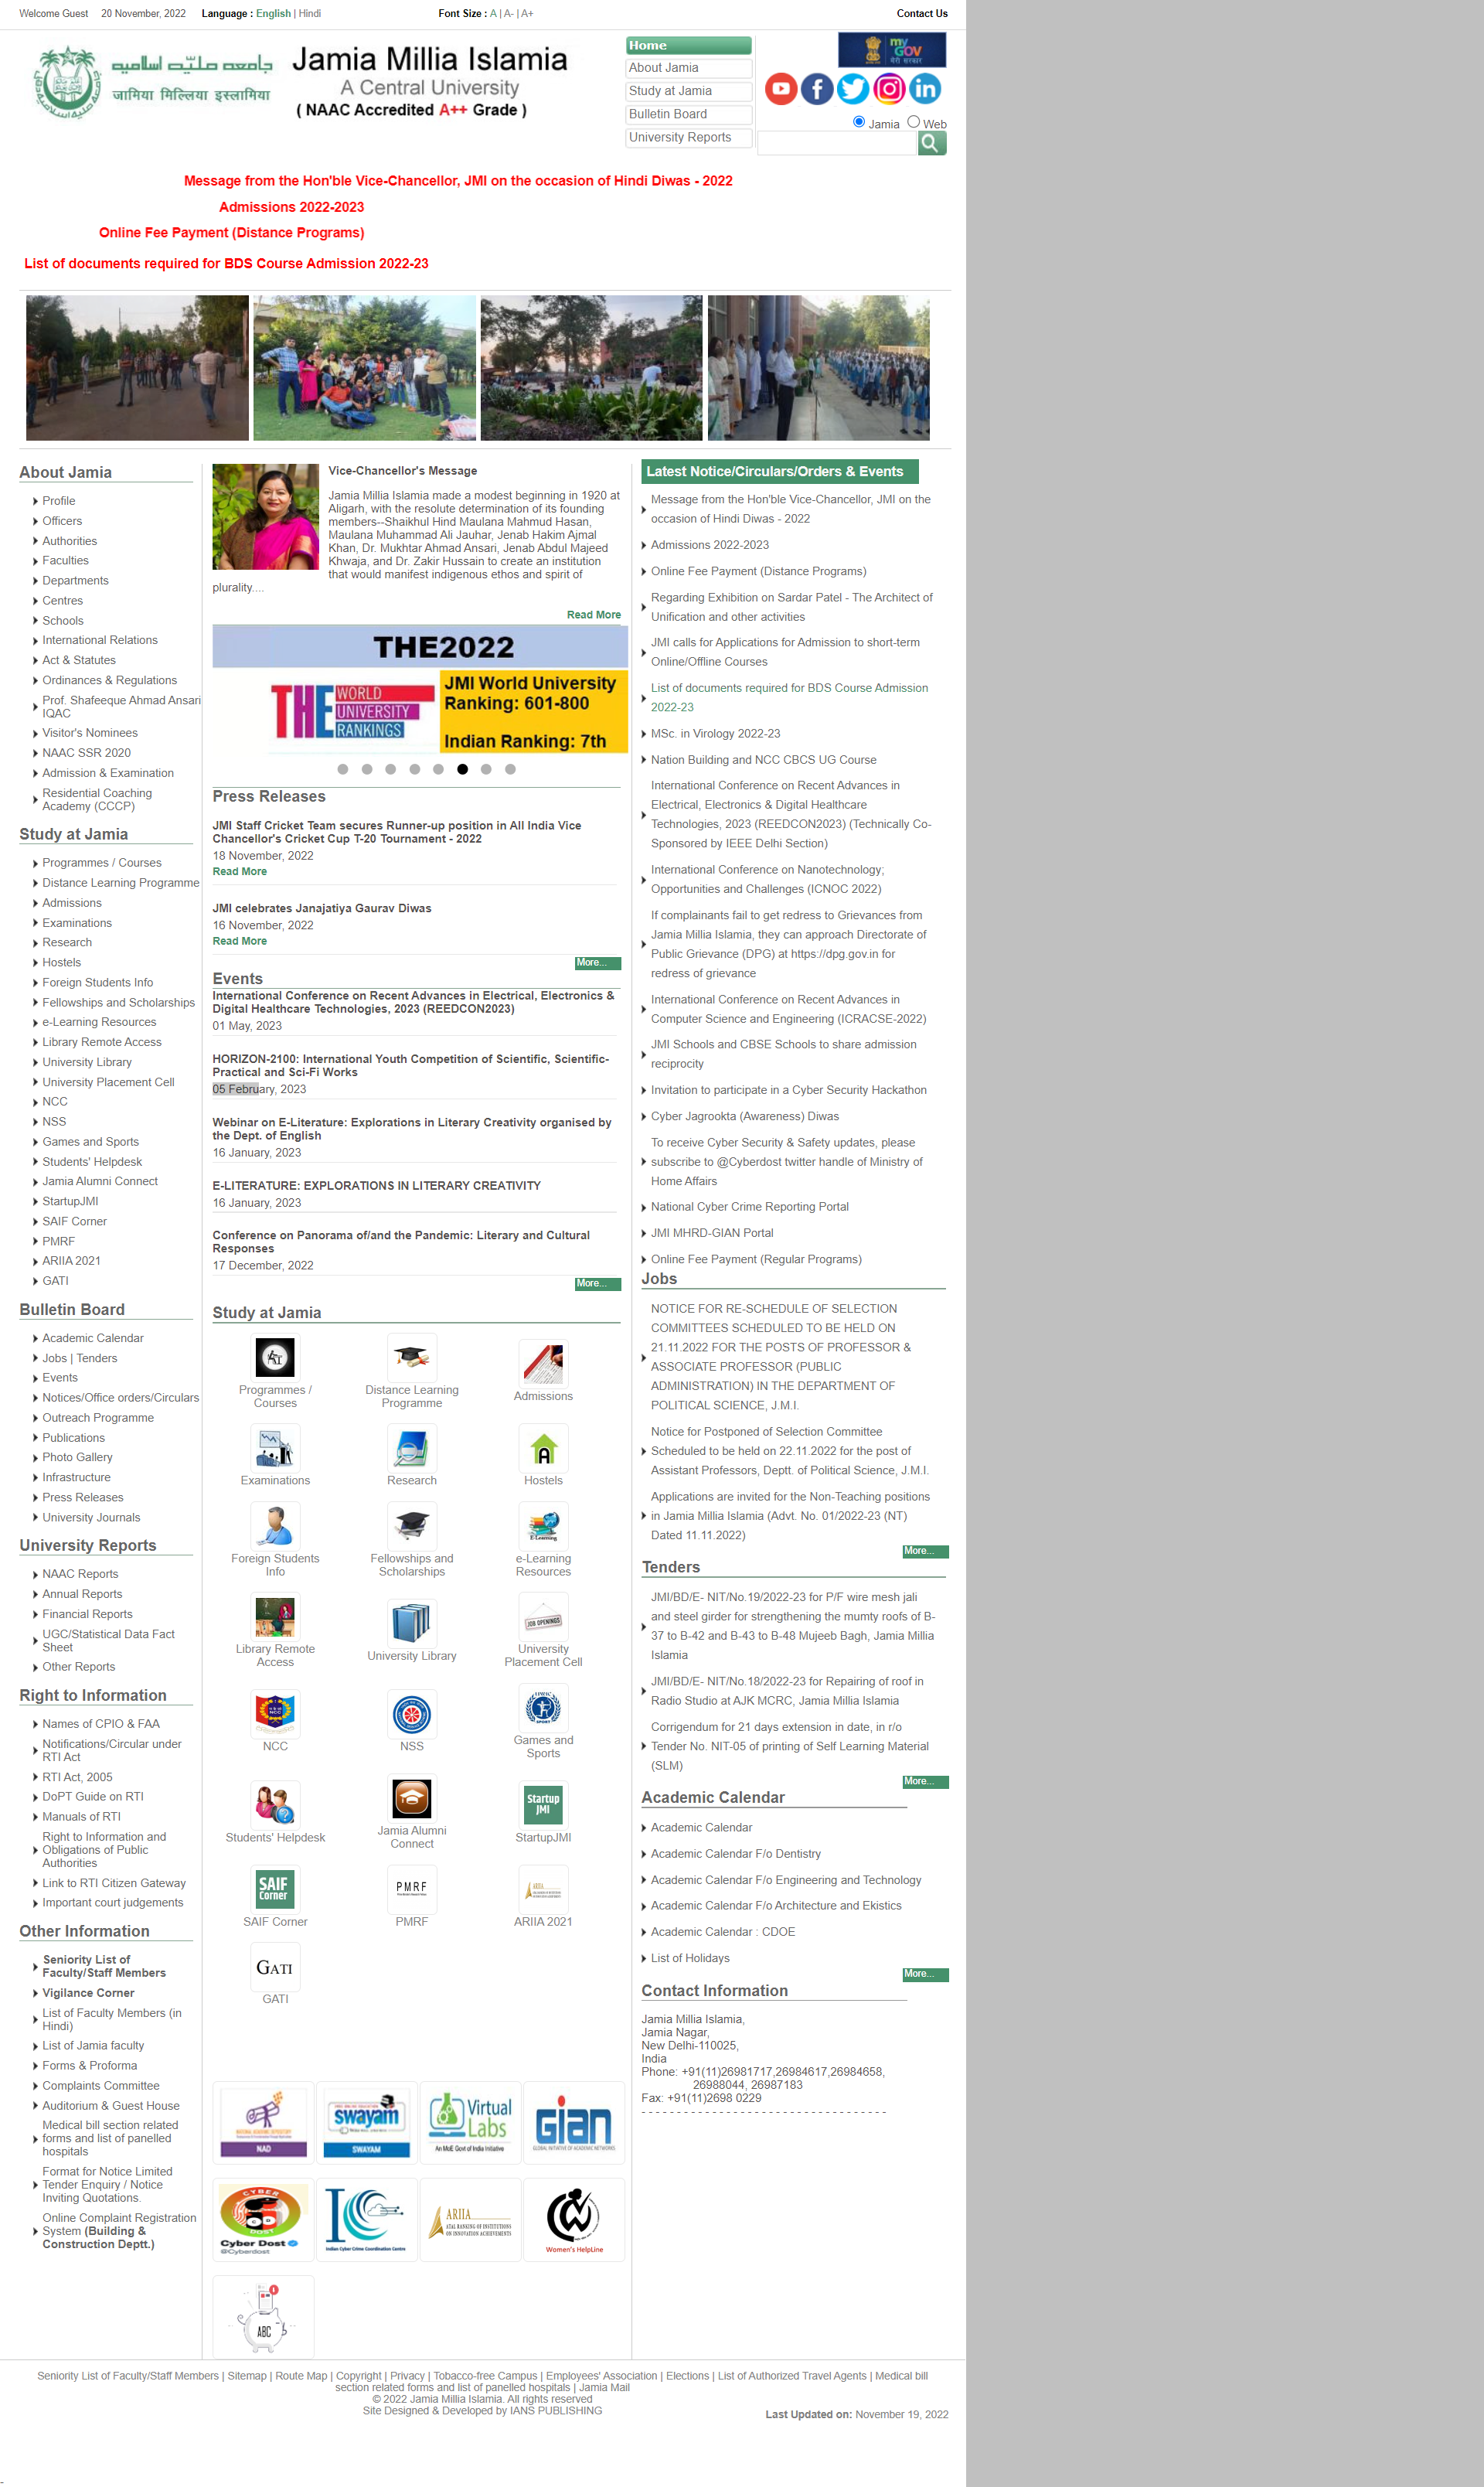 Welcome Guest 20 November, 2022 Language : English | Hindi Font Size : A | A- | A+ Contact Us
جامعہ ملیہ اسلامیہ
जामिया मिल्लिया इस्लामिया
Jamia Millia Islamia
A Central University
( NAAC Accredited A++ Grade )
Home
About Jamia
Study at Jamia
Bulletin Board
University Reports
my GOV
मेरी सरकार
Jamia Web
Message from the Hon'ble Vice-Chancellor, JMI on the occasion of Hindi Diwas - 2022
Admissions 2022-2023
Online Fee Payment (Distance Programs)
List of documents required for BDS Course Admission 2022-23
About Jamia
Profile
Officers
Authorities
Faculties
Departments
Centres
Schools
International Relations
Act & Statutes
Ordinances & Regulations
Prof. Shafeeque Ahmad Ansari
IQAC
Visitor's Nominees
NAAC SSR 2020
Admission & Examination
Residential Coaching
Academy (CCCP)
Study at Jamia
Programmes / Courses
Distance Learning Programme
Admissions
Examinations
Research
Hostels
Foreign Students Info
Fellowships and Scholarships
e-Learning Resources
Library Remote Access
University Library
University Placement Cell
NCC
NSS
Games and Sports
Students' Helpdesk
Jamia Alumni Connect
StartupJMI
SAIF Corner
PMRF
ARIIA 2021
GATI
Bulletin Board
Academic Calendar
Jobs | Tenders
Events
Notices/Office orders/Circulars
Outreach Programme
Publications
Photo Gallery
Infrastructure
Press Releases
University Journals
University Reports
NAAC Reports
Annual Reports
Financial Reports
UGC/Statistical Data Fact
Sheet
Other Reports
Right to Information
Names of CPIO & FAA
Notifications/Circular under
RTI Act
RTI Act, 2005
DoPT Guide on RTI
Manuals of RTI
Right to Information and
Obligations of Public
Authorities
Link to RTI Citizen Gateway
Important court judgements
Other Information
Seniority List of
Faculty/Staff Members
Vigilance Corner
List of Faculty Members (in
Hindi)
List of Jamia faculty
Forms & Proforma
Complaints Committee
Auditorium & Guest House
Medical bill section related
forms and list of panelled
hospitals
Format for Notice Limited
Tender Enquiry / Notice
Inviting Quotations.
Online Complaint Registration
System (Building &
Construction Deptt.)
Vice-Chancellor's Message
Jamia Millia Islamia made a modest beginning in 1920 at
Aligarh, with the resolute determination of its founding
members--Shaikhul Hind Maulana Mahmud Hasan,
Maulana Muhammad Ali Jauhar, Jenab Hakim Ajmal
Khan, Dr. Mukhtar Ahmad Ansari, Jenab Abdul Majeed
Khwaja, and Dr. Zakir Hussain to create an institution
that would manifest indigenous ethos and spirit of
plurality....
Read More
THE2022
THE WORLD UNIVERSITY RANKINGS
JMI World University
Ranking: 601-800
Indian Ranking: 7th
Press Releases
JMI Staff Cricket Team secures Runner-up position in All India Vice
Chancellor's Cricket Cup T-20 Tournament - 2022
18 November, 2022
Read More
JMI celebrates Janajatiya Gaurav Diwas
16 November, 2022
Read More
More...
Events
International Conference on Recent Advances in Electrical, Electronics &
Digital Healthcare Technologies, 2023 (REEDCON2023)
01 May, 2023
HORIZON-2100: International Youth Competition of Scientific, Scientific-
Practical and Sci-Fi Works
05 February, 2023
Webinar on E-Literature: Explorations in Literary Creativity organised by
the Dept. of English
16 January, 2023
E-LITERATURE: EXPLORATIONS IN LITERARY CREATIVITY
16 January, 2023
Conference on Panorama of/and the Pandemic: Literary and Cultural
Responses
17 December, 2022
More...
Study at Jamia
Programmes /
Courses
Distance Learning
Programme
Admissions
Examinations
Research
Hostels
Foreign Students
Info
Fellowships and
Scholarships
E-Learning
e-Learning
Resources
Library Remote
Access
University Library
JOB OPENINGS
University
Placement Cell
NCC
NCC
NSS
SPORT
Games and
Sports
Students' Helpdesk
Jamia Alumni
Connect
Startup
JMI
StartupJMI
SAIF
Corner
SAIF Corner
PMRF
PMRF
ARIIA
ARIIA 2021
GATI
GATI
NATIONAL ACADEMIC DEPOSITORY
NAD
swayam
SWAYAM
Virtual
Labs
An MoE Govt of India Initiative
Gian
GLOBAL INITIATIVE OF ACADEMIC NETWORKS
CYBER
DOST
Cyber Dost
@Cyberdost
Indian Cyber Crime Coordination Centre
ARIIA
ATAL RANKING OF INSTITUTIONS
ON INNOVATION ACHIEVEMENTS
Women's HelpLine
ABC
Latest Notice/Circulars/Orders & Events
Message from the Hon'ble Vice-Chancellor, JMI on the
occasion of Hindi Diwas - 2022
Admissions 2022-2023
Online Fee Payment (Distance Programs)
Regarding Exhibition on Sardar Patel - The Architect of
Unification and other activities
JMI calls for Applications for Admission to short-term
Online/Offline Courses
List of documents required for BDS Course Admission
2022-23
MSc. in Virology 2022-23
Nation Building and NCC CBCS UG Course
International Conference on Recent Advances in
Electrical, Electronics & Digital Healthcare
Technologies, 2023 (REEDCON2023) (Technically Co-
Sponsored by IEEE Delhi Section)
International Conference on Nanotechnology;
Opportunities and Challenges (ICNOC 2022)
If complainants fail to get redress to Grievances from
Jamia Millia Islamia, they can approach Directorate of
Public Grievance (DPG) at https://dpg.gov.in for
redress of grievance
International Conference on Recent Advances in
Computer Science and Engineering (ICRACSE-2022)
JMI Schools and CBSE Schools to share admission
reciprocity
Invitation to participate in a Cyber Security Hackathon
Cyber Jagrookta (Awareness) Diwas
To receive Cyber Security & Safety updates, please
subscribe to @Cyberdost twitter handle of Ministry of
Home Affairs
National Cyber Crime Reporting Portal
JMI MHRD-GIAN Portal
Online Fee Payment (Regular Programs)
Jobs
NOTICE FOR RE-SCHEDULE OF SELECTION
COMMITTEES SCHEDULED TO BE HELD ON
21.11.2022 FOR THE POSTS OF PROFESSOR &
ASSOCIATE PROFESSOR (PUBLIC
ADMINISTRATION) IN THE DEPARTMENT OF
POLITICAL SCIENCE, J.M.I.
Notice for Postponed of Selection Committee
Scheduled to be held on 22.11.2022 for the post of
Assistant Professors, Deptt. of Political Science, J.M.I.
Applications are invited for the Non-Teaching positions
in Jamia Millia Islamia (Advt. No. 01/2022-23 (NT)
Dated 11.11.2022)
More...
Tenders
JMI/BD/E- NIT/No.19/2022-23 for P/F wire mesh jali
and steel girder for strengthening the mumty roofs of B-
37 to B-42 and B-43 to B-48 Mujeeb Bagh, Jamia Millia
Islamia
JMI/BD/E- NIT/No.18/2022-23 for Repairing of roof in
Radio Studio at AJK MCRC, Jamia Millia Islamia
Corrigendum for 21 days extension in date, in r/o
Tender No. NIT-05 of printing of Self Learning Material
(SLM)
More...
Academic Calendar
Academic Calendar
Academic Calendar F/o Dentistry
Academic Calendar F/o Engineering and Technology
Academic Calendar F/o Architecture and Ekistics
Academic Calendar : CDOE
List of Holidays
More...
Contact Information
Jamia Millia Islamia,
Jamia Nagar,
New Delhi-110025,
India
Phone: +91(11)26981717,26984617,26984658,
26988044, 26987183
Fax: +91(11)2698 0229
- - - - - - - - - - - - - - - - - - - - - - - - - - - - - - - - - - -
Seniority List of Faculty/Staff Members | Sitemap | Route Map | Copyright | Privacy | Tobacco-free Campus | Employees' Association | Elections | List of Authorized Travel Agents | Medical bill
section related forms and list of panelled hospitals | Jamia Mail
© 2022 Jamia Millia Islamia. All rights reserved
Site Designed & Developed by IANS PUBLISHING
Last Updated on: November 19, 2022